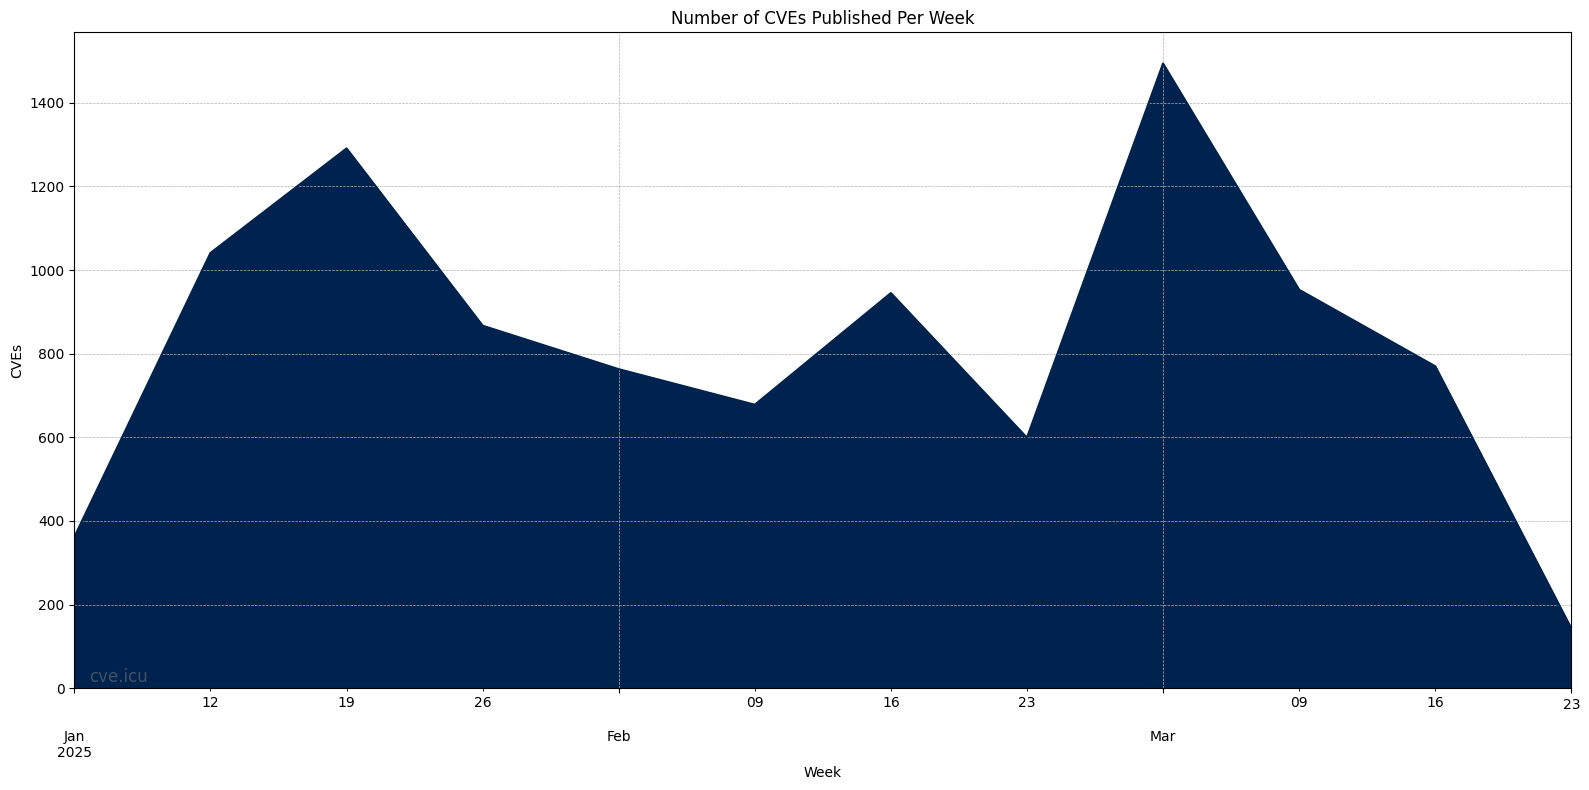 Number of CVEs Published Per Week
1400
1200
1000
800
600
400
200
0
CVEs
cve.icu
12 19 26 09 16 23 09 16 23
Jan Feb Mar
2025
Week